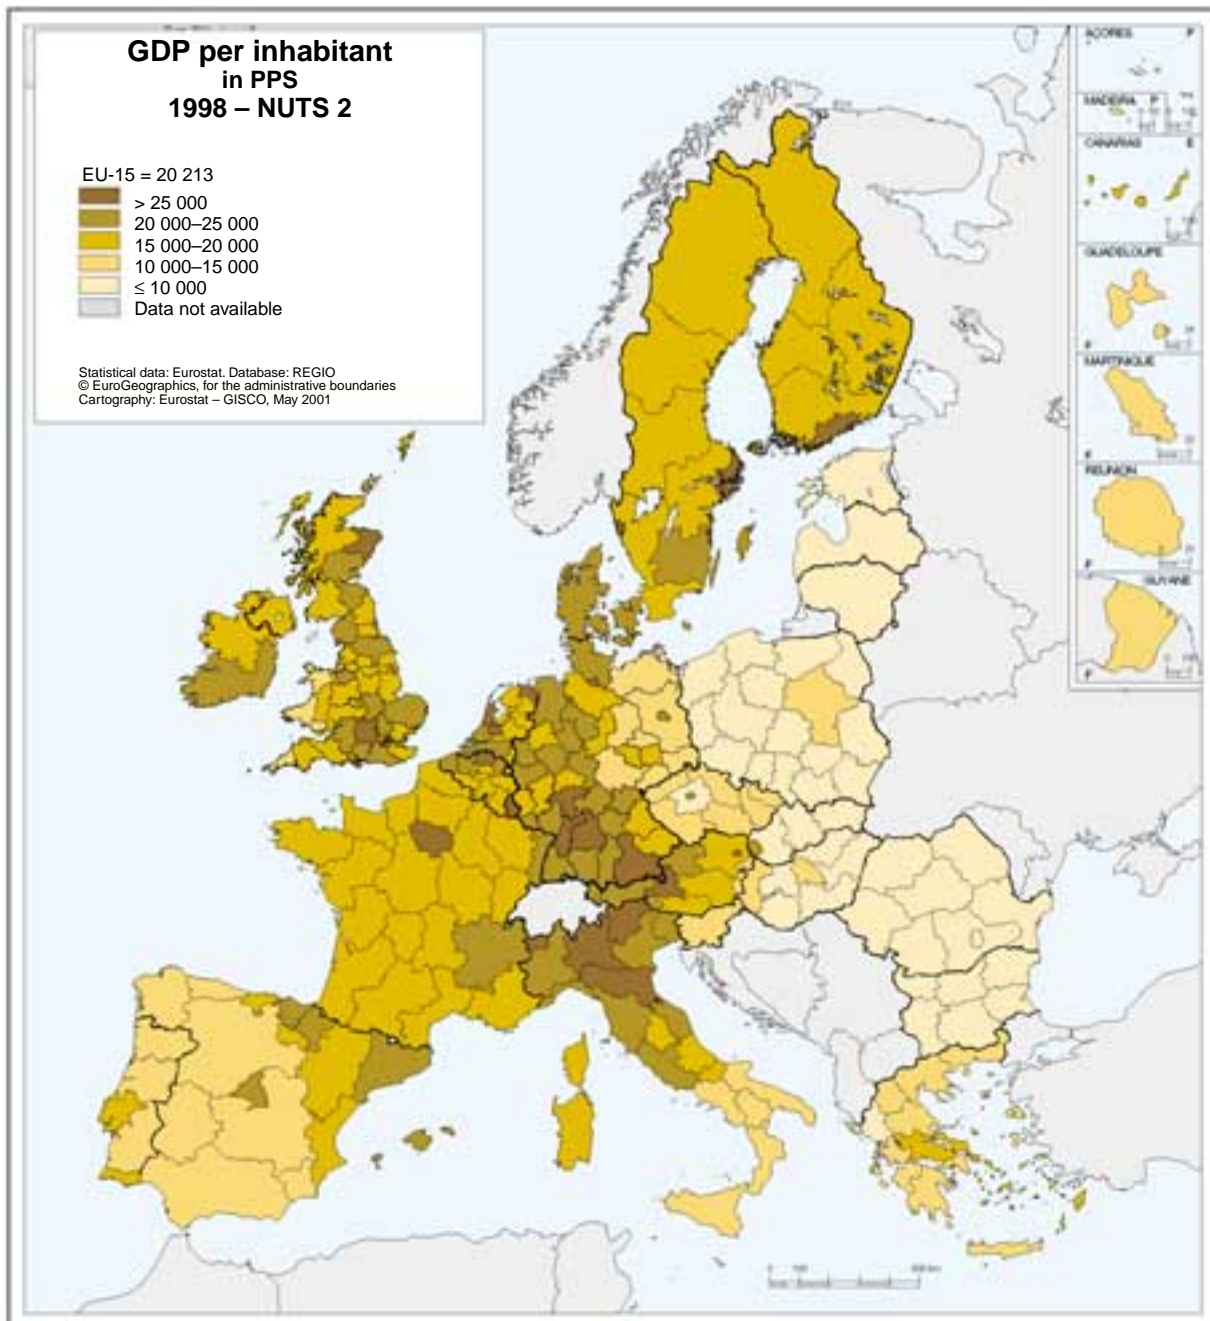 GDP per inhabitant
in PPS
1998 – NUTS 2
EU-15 = 20 213
> 25 000
20 000–25 000
15 000–20 000
10 000–15 000
≤ 10 000
Data not available
Statistical data: Eurostat. Database: REGIO
© EuroGeographics, for the administrative boundaries
Cartography: Eurostat – GISCO, May 2001
AÇORES P
MADEIRA P
CANARIAS E
GUADELOUPE
F
MARTINIQUE
F
REUNION
F
GUYANE
F